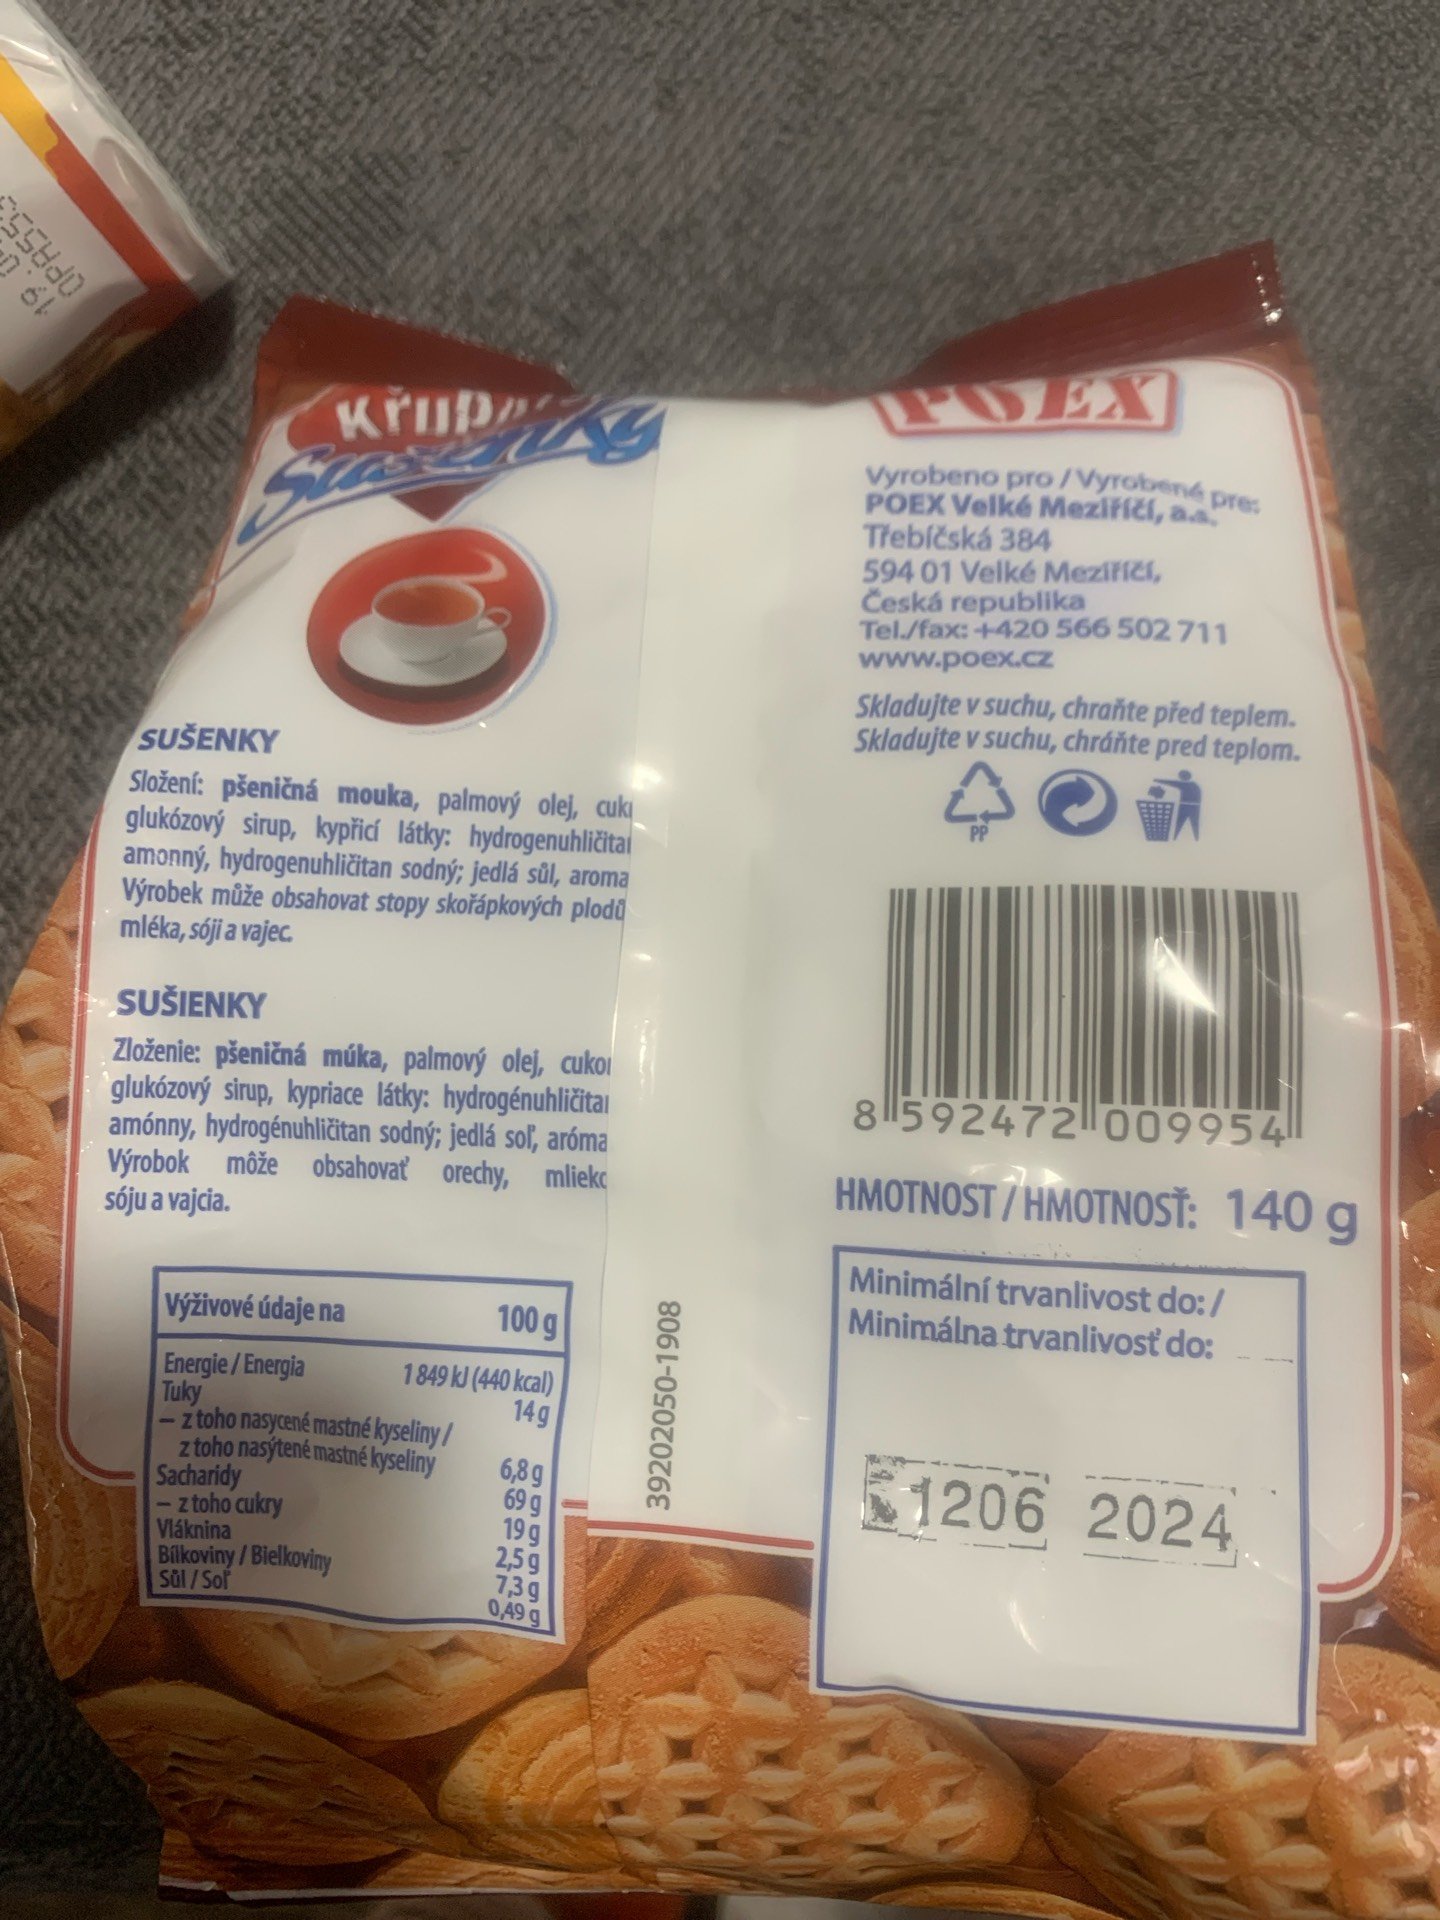 Sušenky
SUŠENKY
Složení: pšeničná mouka, palmový olej,
glukózový sirup, kypřicí látky: hydrogenuhličita
amonný, hydrogenuhličitan sodný; jedlá sůl, aroma
Výrobek může obsahovat stopy skořápkových plodů
mléka, sóji a vajec.
SUŠIENKY
Zloženie: pšeničná múka, palmový olej, cukor
glukózový sirup, kypriace látky: hydrogénuhličita
amónny, hydrogénuhličitan sodný; jedlá soľ, aróma
Výrobok môže obsahovať orechy, mlieko
sóju a vajcia.
Výživové údaje na 100 g
Energie / Energia 1 849 kJ (440 kcal)
Tuky 14 g
– z toho nasycené mastné kyseliny /
z toho nasýtené mastné kyseliny 6,8 g
Sacharidy 69 g
– z toho cukry 19 g
Vláknina 2,5 g
Bílkoviny / Bielkoviny 7,3 g
Sůl / Soľ 0,49 g
39202050-1908
POEX
Vyrobeno pro / Vyrobené pre:
POEX Velké Meziříčí, a.s.,
Třebíčská 384
594 01 Velké Meziříčí,
Česká republika
Tel./fax: +420 566 502 711
www.poex.cz
Skladujte v suchu, chraňte před teplem.
Skladujte v suchu, chráňte pred teplom.
PP
8 592472 009954
HMOTNOST / HMOTNOSŤ: 140 g
Minimální trvanlivost do: /
Minimálna trvanlivosť do:
1206 2024